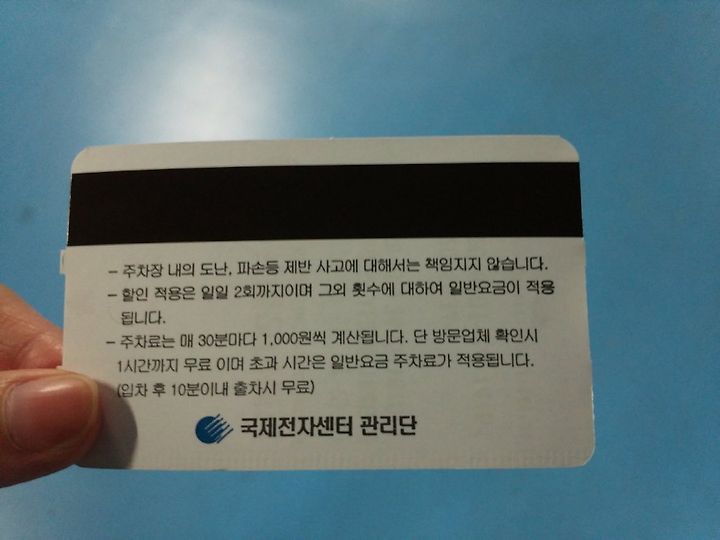 - 주차장 내의 도난, 파손등 제반 사고에 대해서는 책임지지 않습니다.
- 할인 적용은 일일 2회까지이며 그외 횟수에 대하여 일반요금이 적용
됩니다.
- 주차료는 매 30분마다 1,000원씩 계산됩니다. 단 방문업체 확인시
1시간까지 무료 이며 초과 시간은 일반요금 주차료가 적용됩니다.
(입차 후 10분이내 출차시 무료)
국제전자센터 관리단